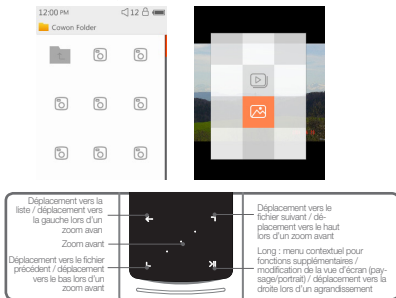 12:00 PM
12
Cowon Folder
Déplacement vers la
liste / déplacement vers
la gauche lors d'un
zoom avan
Zoom avant
Déplacement vers le fichier
précédent / déplacement
vers le bas lors d'un
zoom avant
Déplacement vers le
fichier suivant / dé-
placement vers le haut
lors d'un zoom avant
Long : menu contextuel pour
fonctions supplémentaires /
modification de la vue d'écran (pay-
sage/portrait) / déplacement vers la
droite lors d'un agrandissement